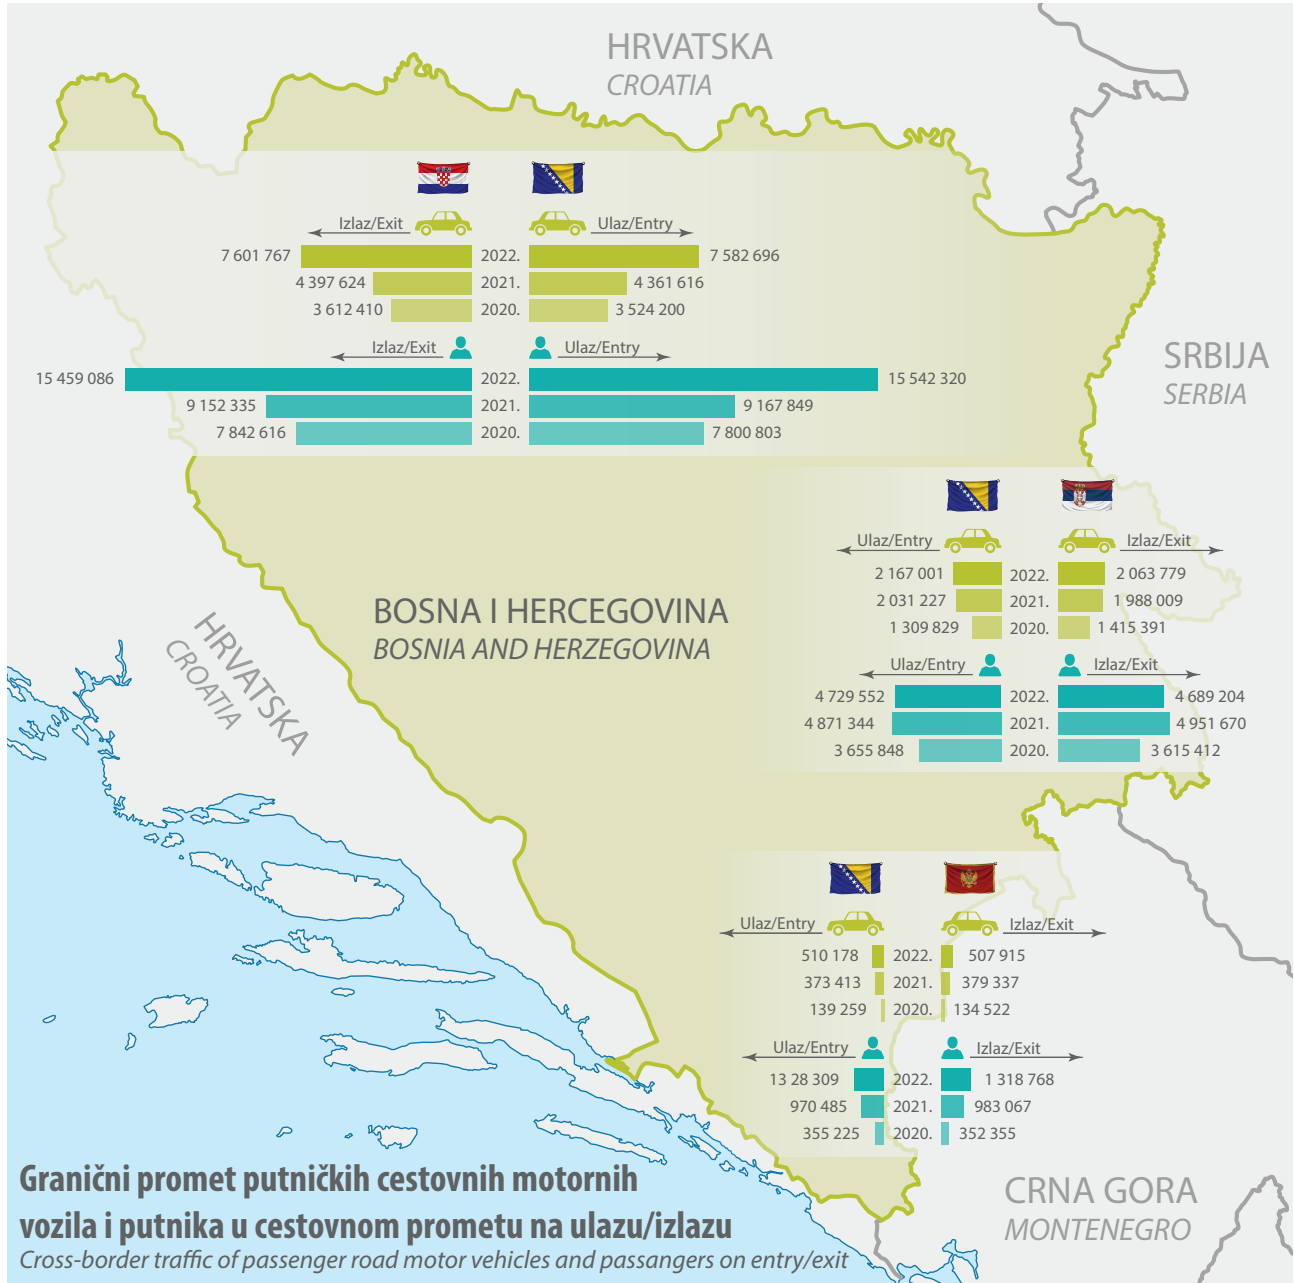 HRVATSKA
CROATIA
Izlaz/Exit Ulaz/Entry
7 601 767 2022. 7 582 696
4 397 624 2021. 4 361 616
3 612 410 2020. 3 524 200
Izlaz/Exit Ulaz/Entry
15 459 086 2022. 15 542 320
9 152 335 2021. 9 167 849
7 842 616 2020. 7 800 803
SRBIJA
SERBIA
Ulaz/Entry Izlaz/Exit
2 167 001 2022. 2 063 779
2 031 227 2021. 1 988 009
1 309 829 2020. 1 415 391
Ulaz/Entry Izlaz/Exit
4 729 552 2022. 4 689 204
4 871 344 2021. 4 951 670
3 655 848 2020. 3 615 412
BOSNA I HERCEGOVINA
BOSNIA AND HERZEGOVINA
HRVATSKA
CROATIA
Ulaz/Entry Izlaz/Exit
510 178 2022. 507 915
373 413 2021. 379 337
139 259 2020. 134 522
Ulaz/Entry Izlaz/Exit
13 28 309 2022. 1 318 768
970 485 2021. 983 067
355 225 2020. 352 355
CRNA GORA
MONTENEGRO
Granični promet putničkih cestovnih motornih
vozila i putnika u cestovnom prometu na ulazu/izlazu
Cross-border traffic of passenger road motor vehicles and passangers on entry/exit